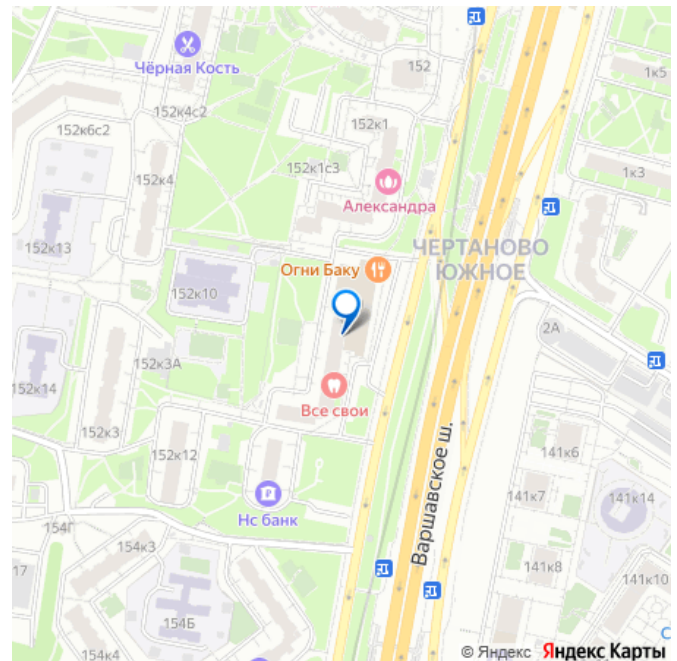 Чёрная Кость
152
1к5
152к4с2
152к1
152к6с2
152к1с3
1к3
152к4
Александра
152к13
ЧЕРТАНОВО
ЮЖНОЕ
Огни Баку
152к10
2А
152к3А
152к14
Все свои
152к3
152к12
141к6
Варшавское ш.
141к7
141к14
Нс банк
154Г
154к3
141к8
17
141к10
154Б
С
154к4
© Яндекс Яндекс Карты